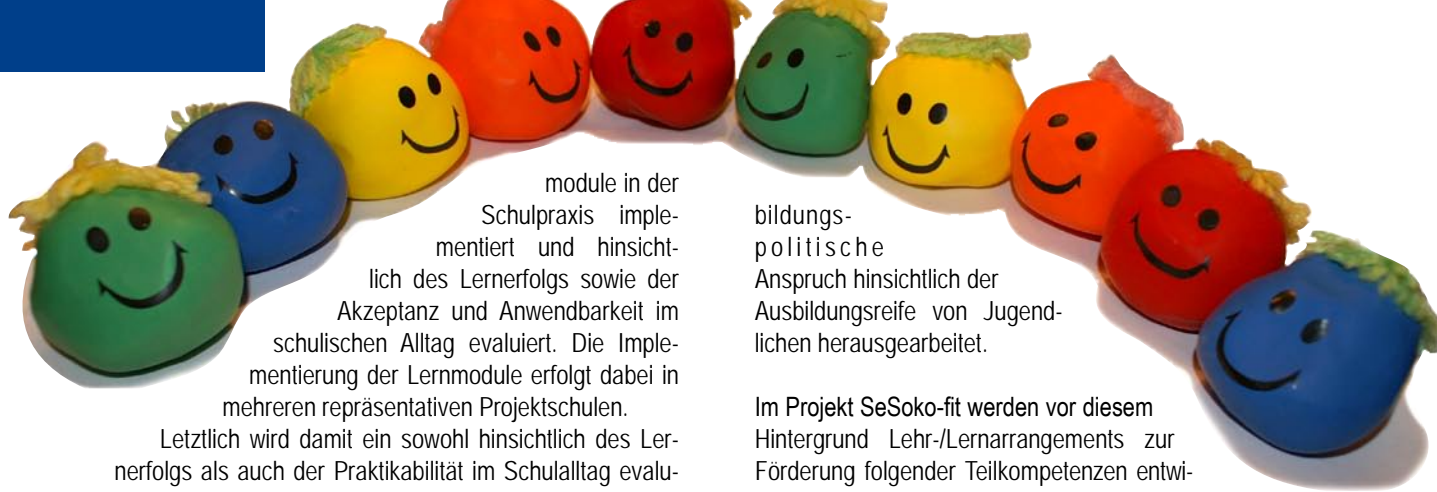 module in der
Schulpraxis imple-
mentiert und hinsicht-
lich des Lernerfolgs sowie der
Akzeptanz und Anwendbarkeit im
schulischen Alltag evaluiert. Die Imple-
mentierung der Lernmodule erfolgt dabei in
mehreren repräsentativen Projektschulen.
Letztlich wird damit ein sowohl hinsichtlich des Ler-
nerfolgs als auch der Praktikabilität im Schulalltag evalu-
bildungs-
politische
Anspruch hinsichtlich der
Ausbildungsreife von Jugend-
lichen herausgearbeitet.
Im Projekt SeSoko-fit werden vor diesem
Hintergrund Lehr-/Lernarrangements zur
Förderung folgender Teilkompetenzen entwi-